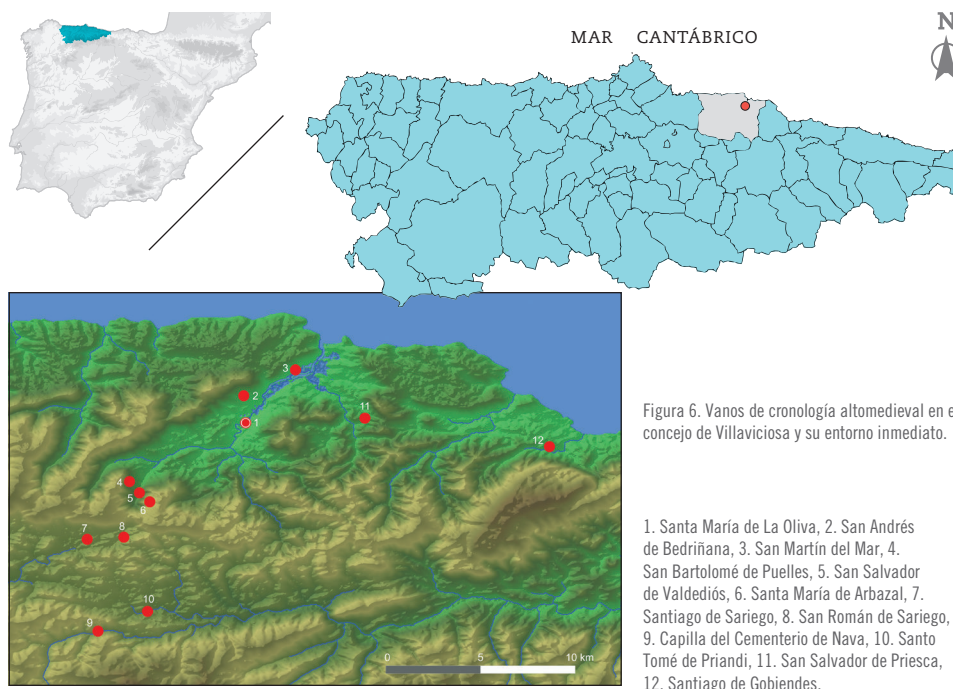 MAR CANTÁBRICO
N
3
2
1
11
12
4
5
6
7
8
10
9
0 5 10 km
Figura 6. Vanos de cronología altomedieval en e
concejo de Villaviciosa y su entorno inmediato.
1. Santa María de La Oliva, 2. San Andrés
de Bedriñana, 3. San Martín del Mar, 4.
San Bartolomé de Puelles, 5. San Salvador
de Valdediós, 6. Santa María de Arbazal, 7.
Santiago de Sariego, 8. San Román de Sariego,
9. Capilla del Cementerio de Nava, 10. Santo
Tomé de Priandi, 11. San Salvador de Priesca,
12. Santiago de Gobiendes.